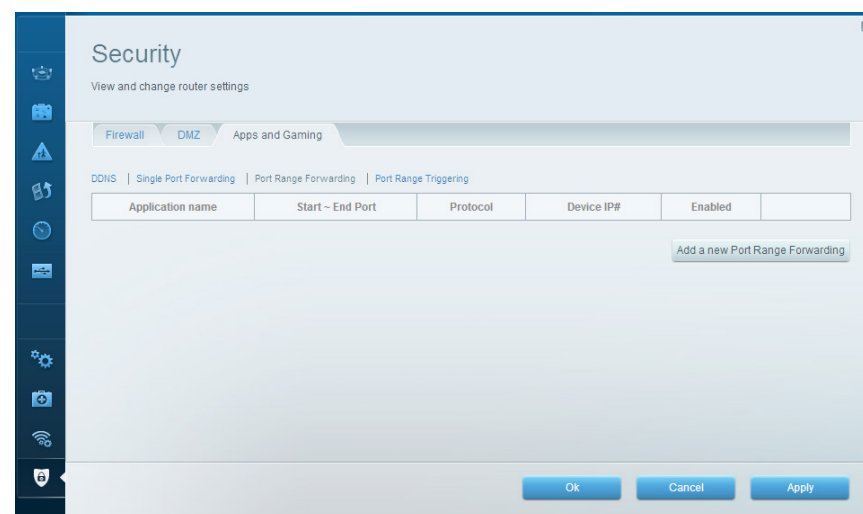 Security
View and change router settings
Firewall DMZ Apps and Gaming
DDNS | Single Port Forwarding | Port Range Forwarding | Port Range Triggering
Application name Start ~ End Port Protocol Device IP# Enabled
Add a new Port Range Forwarding
Ok Cancel Apply